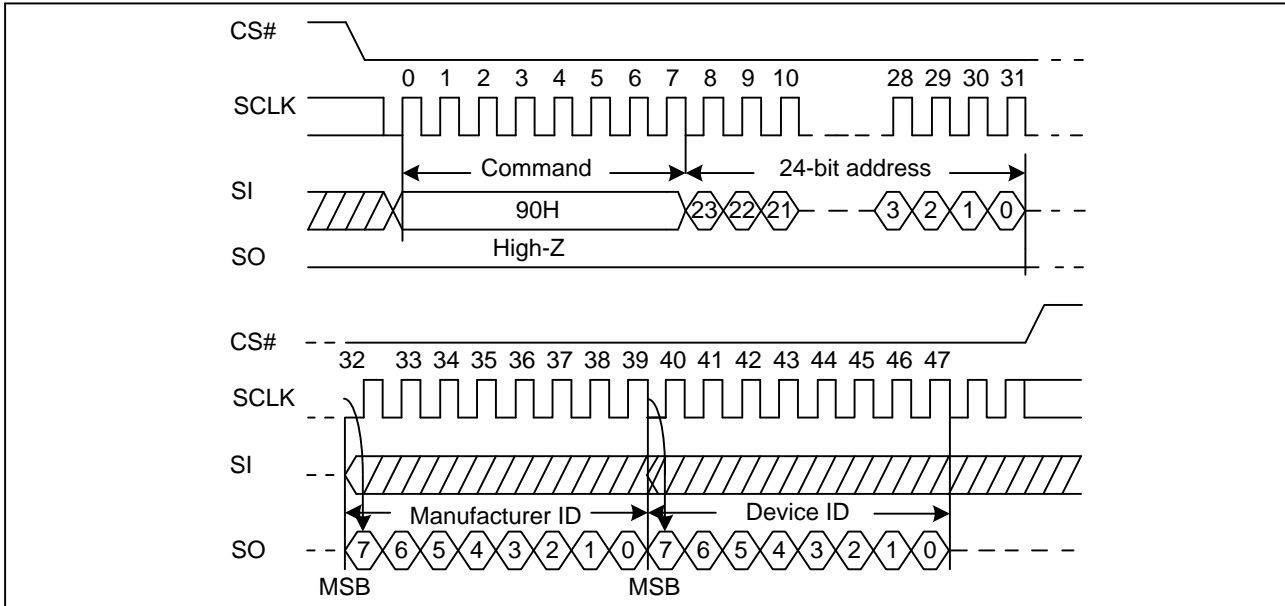 CS#
0 1 2 3 4 5 6 7 8 9 10 28 29 30 31
SCLK
Command 24-bit address
SI
90H 23 22 21 3 2 1 0
High-Z
SO
CS#
32 33 34 35 36 37 38 39 40 41 42 43 44 45 46 47
SCLK
SI
Manufacturer ID Device ID
SO 7 6 5 4 3 2 1 0 7 6 5 4 3 2 1 0
MSB MSB